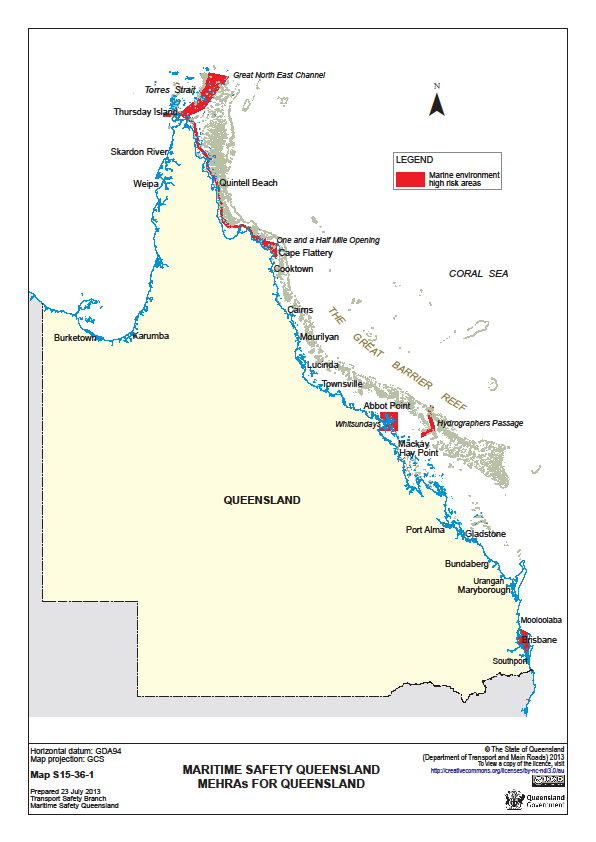 Great North East Channel
Torres Strait
N
Thursday Island
Skardon River
LEGEND
Marine environment
high risk areas
Weipa
Quintell Beach
One and a Half Mile Opening
Cape Flattery
Cooktown
CORAL SEA
Cairns
THE GREAT BARRIER REEF
Burketown
Karumba
Mourilyan
Lucinda
Townsville
Abbot Point
Whitsundays
Hydrographers Passage
Mackay
Hay Point
QUEENSLAND
Port Alma
Gladstone
Bundaberg
Urangan
Maryborough
Mooloolaba
Brisbane
Southport
Horizontal datum: GDA94
Map projection: GCS
Map S15-36-1
Prepared 23 July 2013
Transport Safety Branch
Maritime Safety Queensland
MARITIME SAFETY QUEENSLAND
MEHRAs FOR QUEENSLAND
© The State of Queensland
(Department of Transport and Main Roads) 2013
To view a copy of the licence, visit
http://creativecommons.org/licenses/by-nc-nd/3.0/au
Queensland
Government